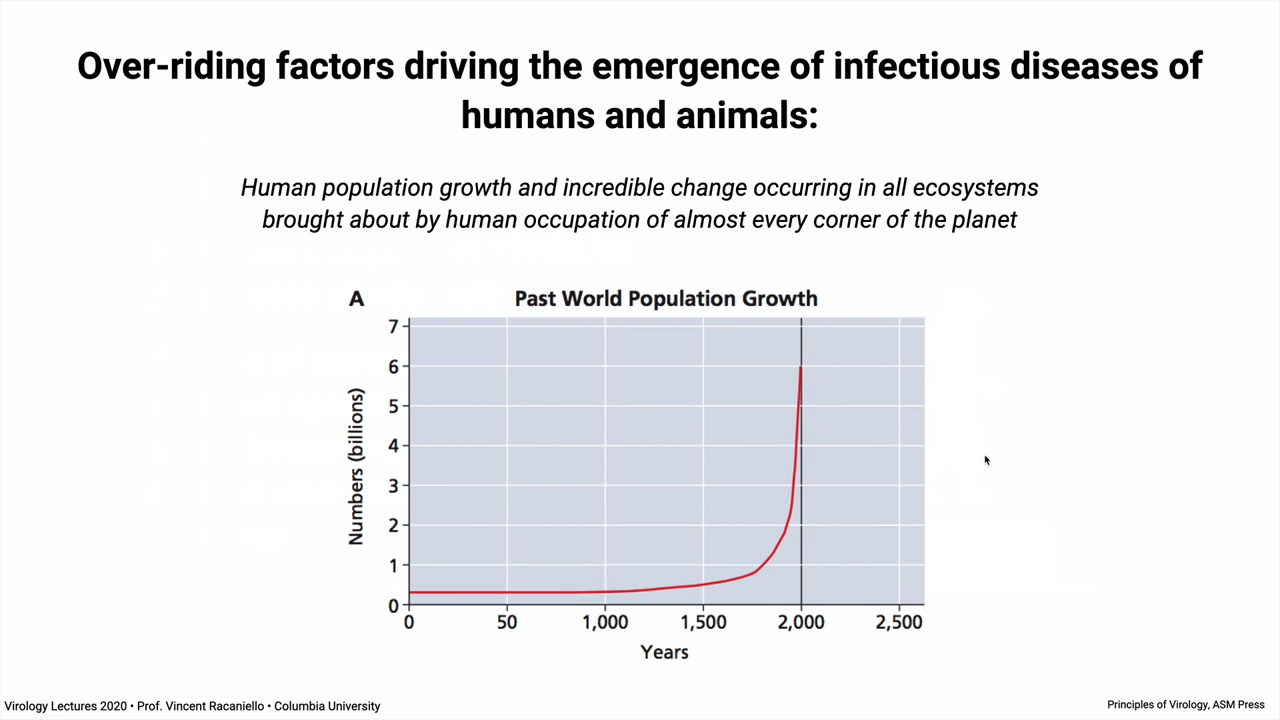 Over-riding factors driving the emergence of infectious diseases of
humans and animals:
Human population growth and incredible change occurring in all ecosystems
brought about by human occupation of almost every corner of the planet
A
Past World Population Growth
Numbers (billions)
7
6
5
4
3
2
1
0
0 50 1,000 1,500 2,000 2,500
Years
Virology Lectures 2020 • Prof. Vincent Racaniello • Columbia University
Principles of Virology, ASM Press